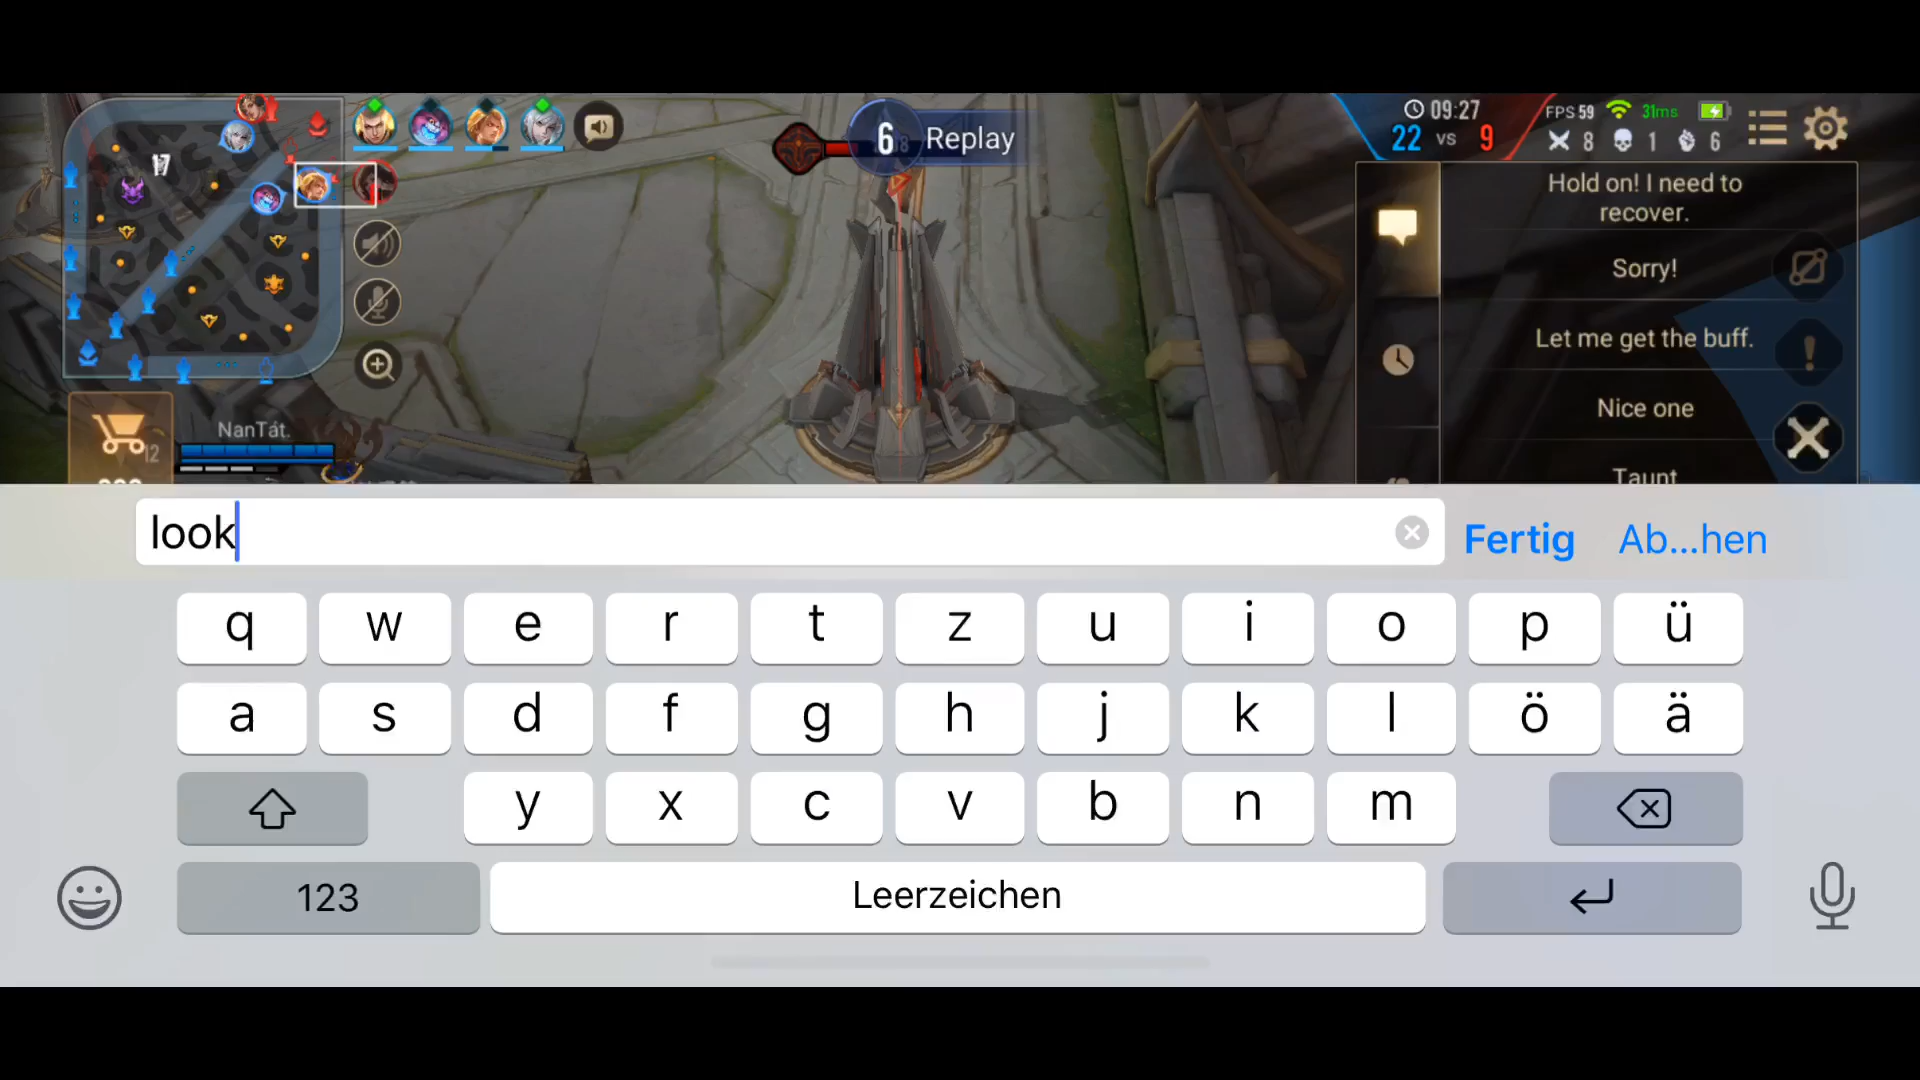 17
6 Replay
09:27
22 vs 9
FPS 59
31ms
8 1 6
Hold on! I need to
recover.
Sorry!
Let me get the buff.
Nice one
Taunt
NanTát.
12
look
Fertig Ab...hen
q w e r t z u i o p ü
a s d f g h j k l ö ä
y x c v b n m
123 Leerzeichen